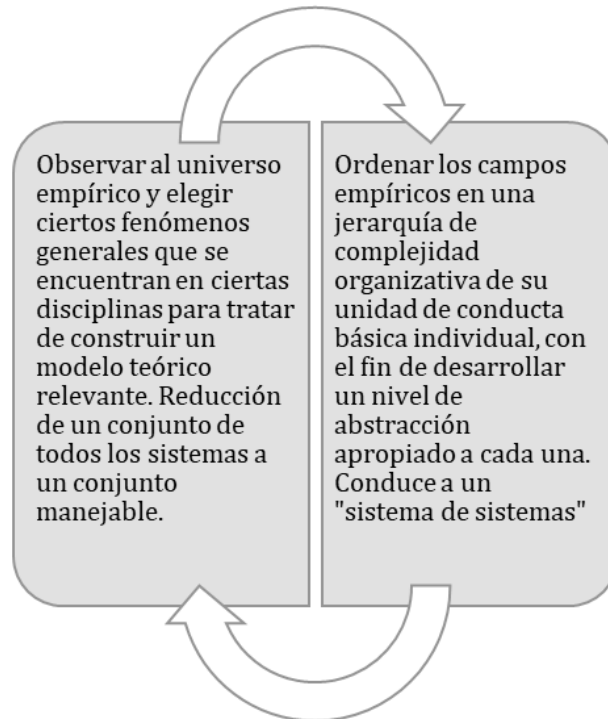 Observar al universo
empírico y elegir
ciertos fenómenos
generales que se
encuentran en ciertas
disciplinas para tratar
de construir un
modelo teórico
relevante. Reducción
de un conjunto de
todos los sistemas a
un conjunto
manejable.
Ordenar los campos
empíricos en una
jerarquía de
complejidad
organizativa de su
unidad de conducta
básica individual, con
el fin de desarrollar
un nivel de
abstracción
apropiado a cada una.
Conduce a un
"sistema de sistemas"